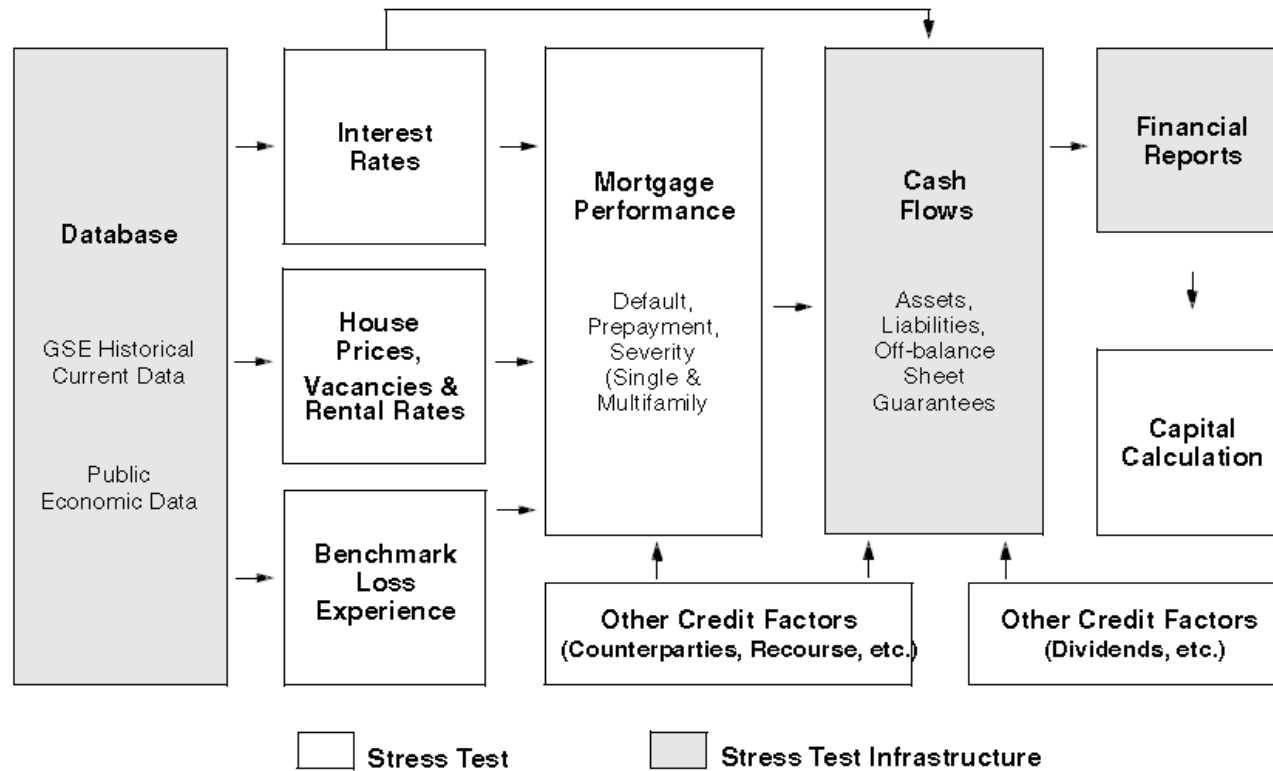 Database
GSE Historical
Current Data
Public
Economic Data
Interest
Rates
House
Prices,
Vacancies &
Rental Rates
Benchmark
Loss
Experience
Mortgage
Performance
Default,
Prepayment,
Severity
(Single &
Multifamily
Cash
Flows
Assets,
Liabilities,
Off-balance
Sheet
Guarantees
Financial
Reports
Capital
Calculation
Other Credit Factors
(Counterparties, Recourse, etc.)
Other Credit Factors
(Dividends, etc.)
Stress Test
Stress Test Infrastructure